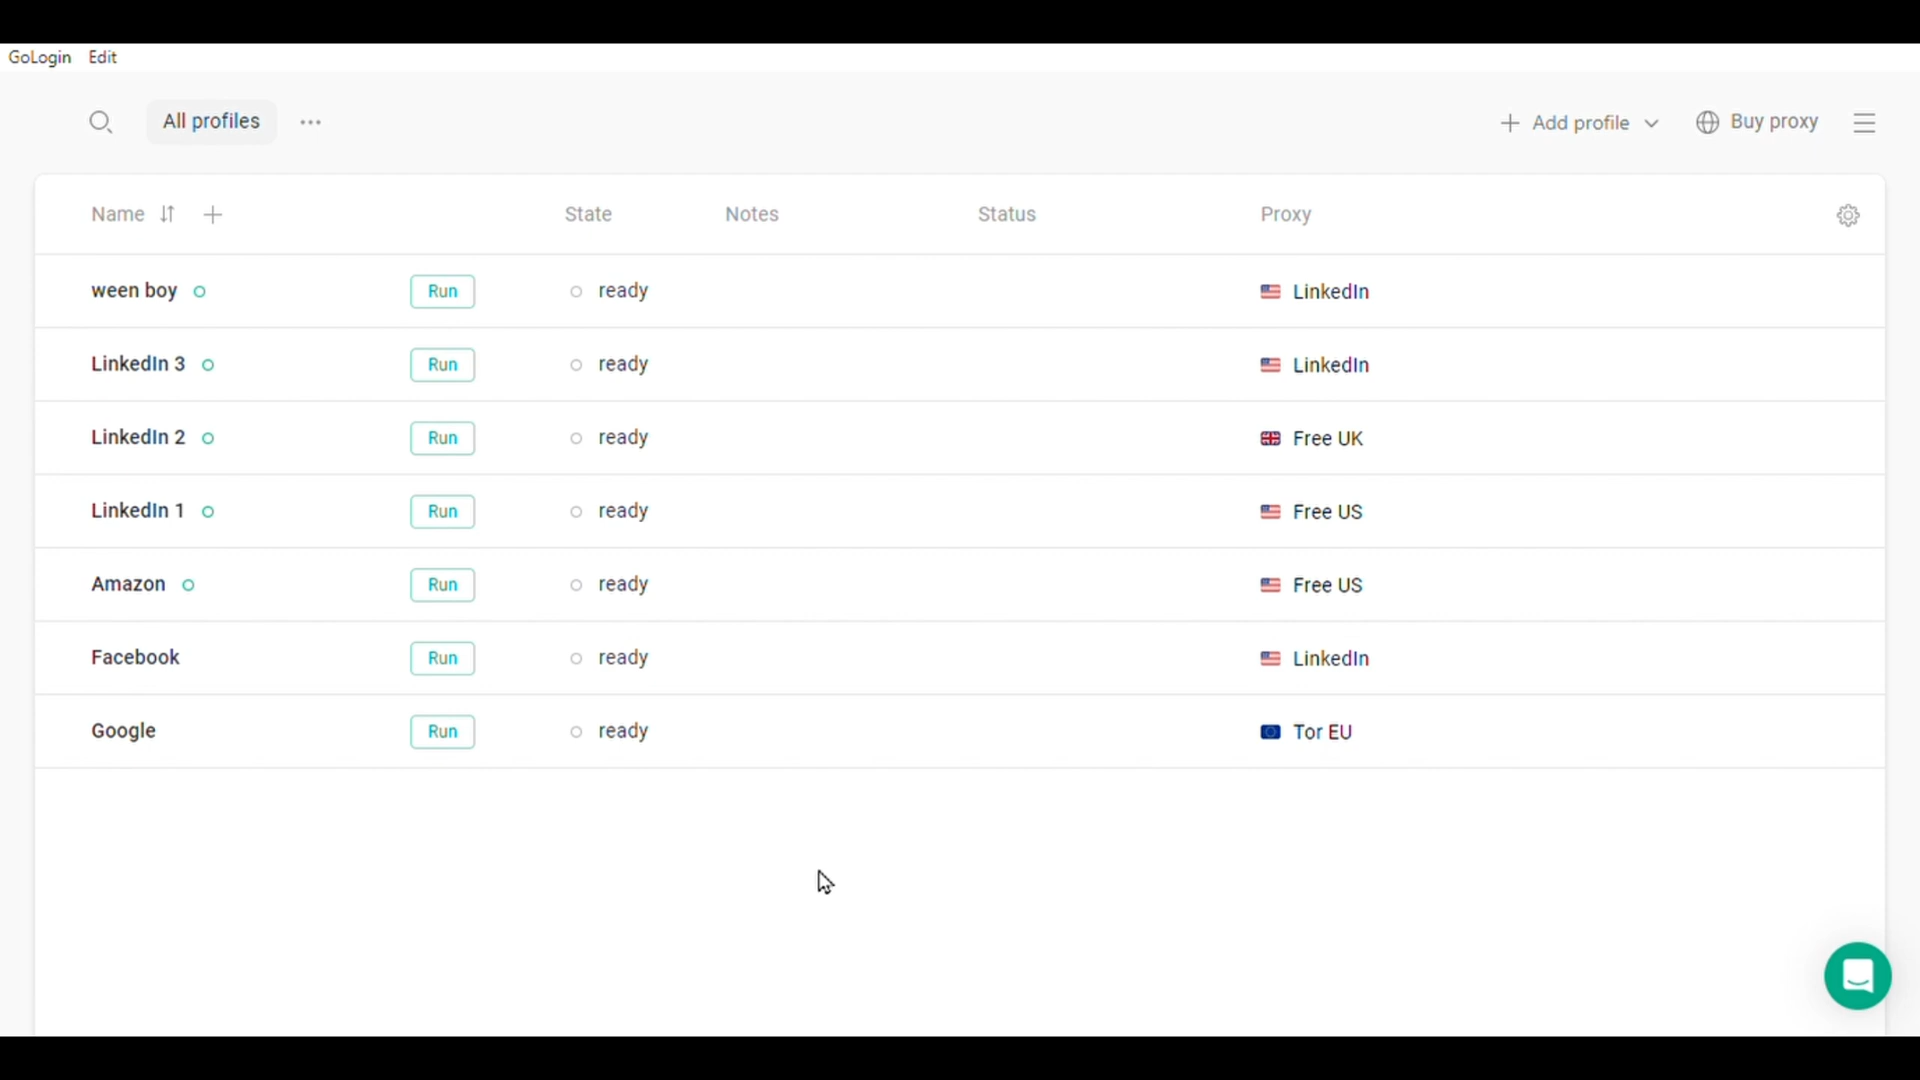 GoLogin Edit
All profiles ... Add profile Buy proxy
Name State Notes Status Proxy
ween boy Run ready LinkedIn
LinkedIn 3 Run ready LinkedIn
LinkedIn 2 Run ready Free UK
LinkedIn 1 Run ready Free US
Amazon Run ready Free US
Facebook Run ready LinkedIn
Google Run ready Tor EU